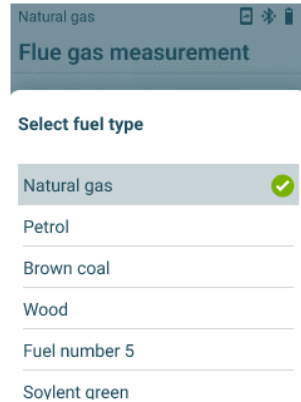 Natural gas
Flue gas measurement
Select fuel type
Natural gas
Petrol
Brown coal
Wood
Fuel number 5
Soylent green